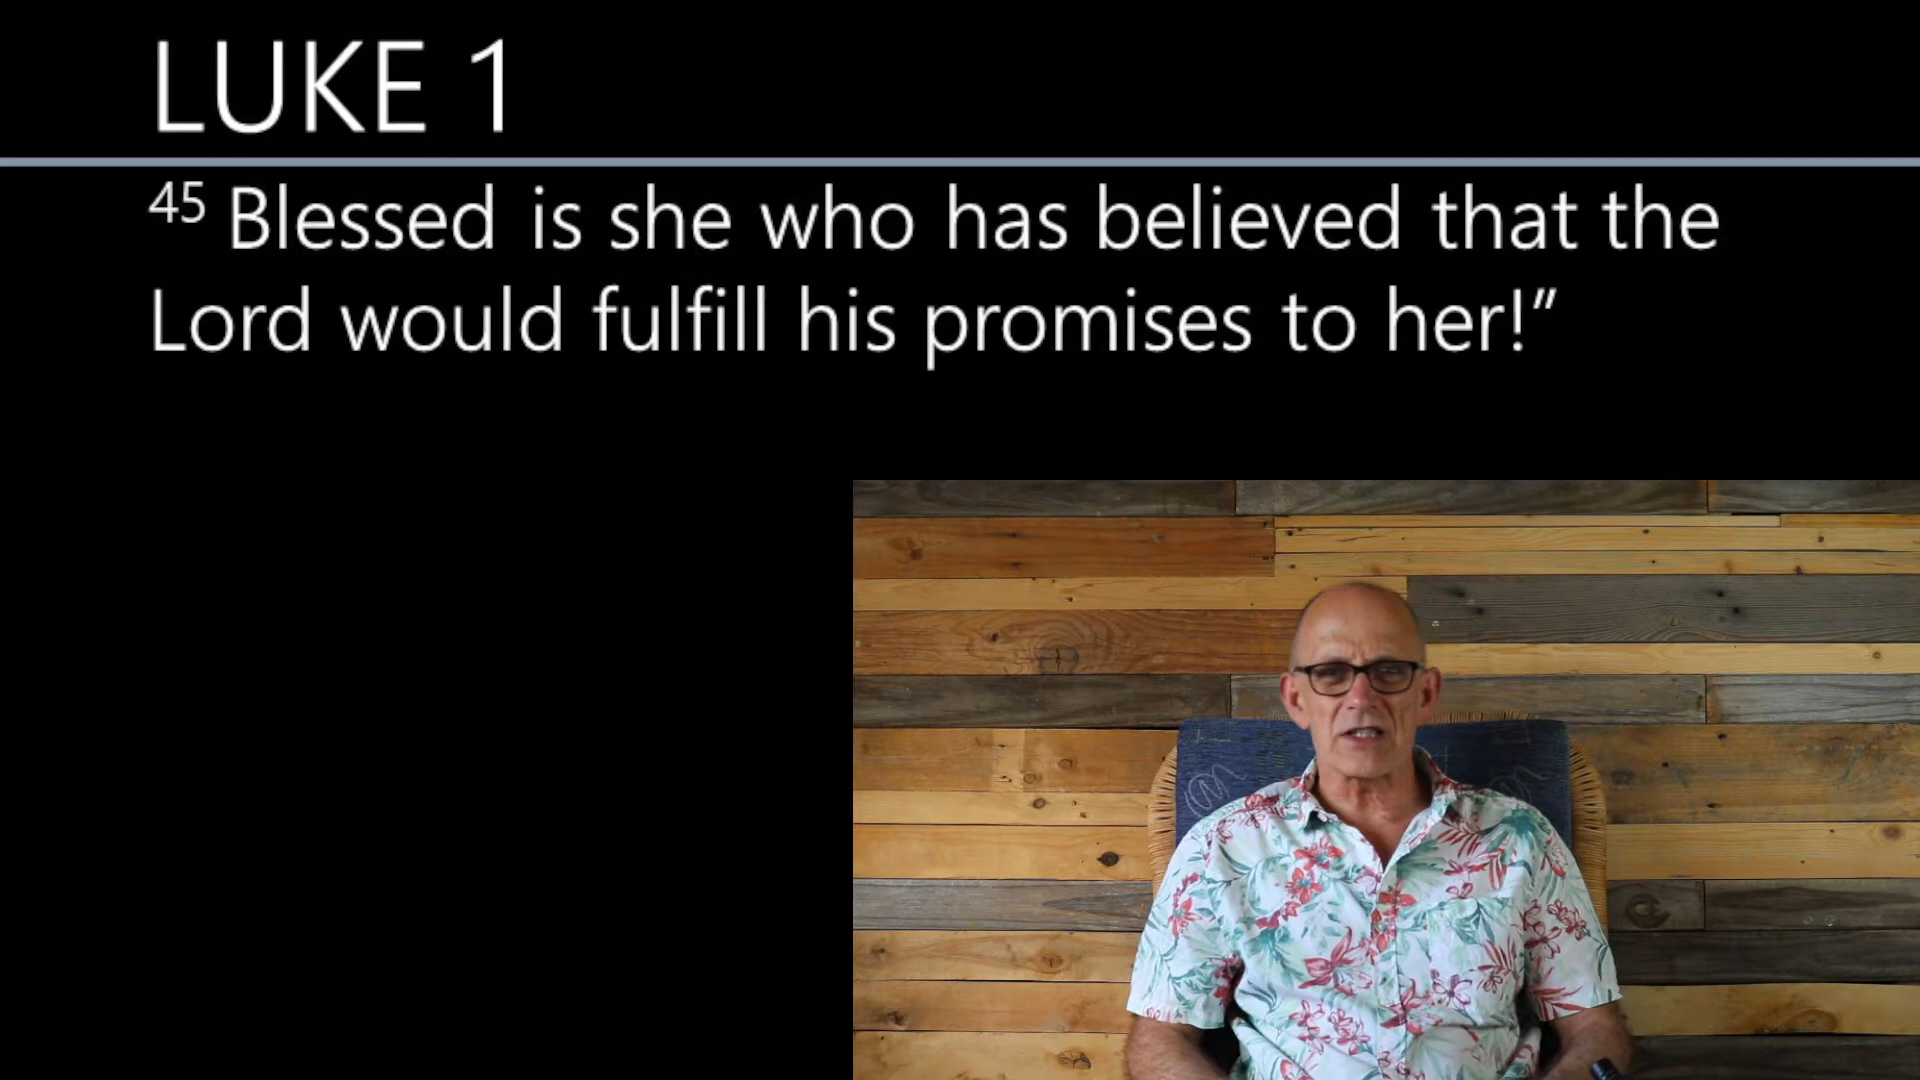 LUKE 1
45 Blessed is she who has believed that the
Lord would fulfill his promises to her!”